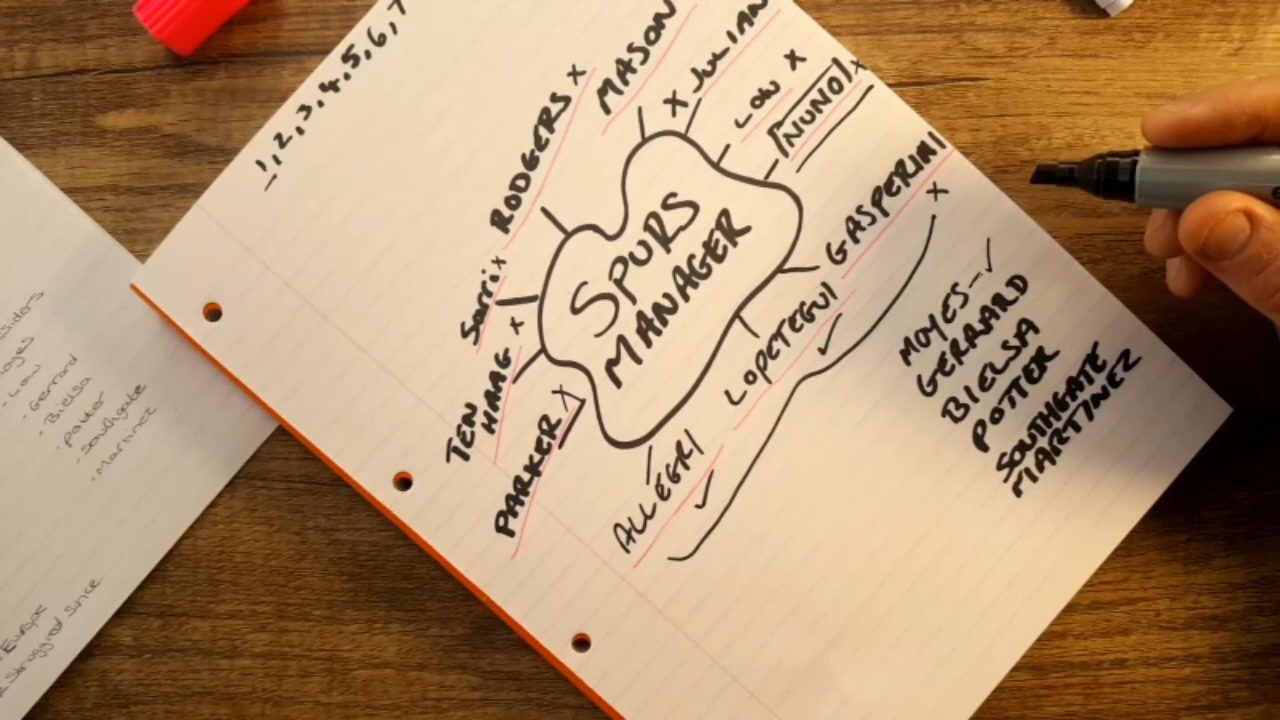 1, 2, 3, 4, 5, 6, 7
MASON
x JULIAN
LOW x
[NUNO] x
RODGERS x
GASPERINI x
Sarri x
SPURS
MANAGER
TEN
HAAG x
LOPETEGUI ✓
PARKER x
ALLEGRI ✓
MOYES - ✓
GERRARD
BIELSA
POTTER
SOUTHGATE
MARTINEZ
· Low
· Gerrard
· Bielsa
· Potter
· Southgate
· Martinez
Europe
Struggled since